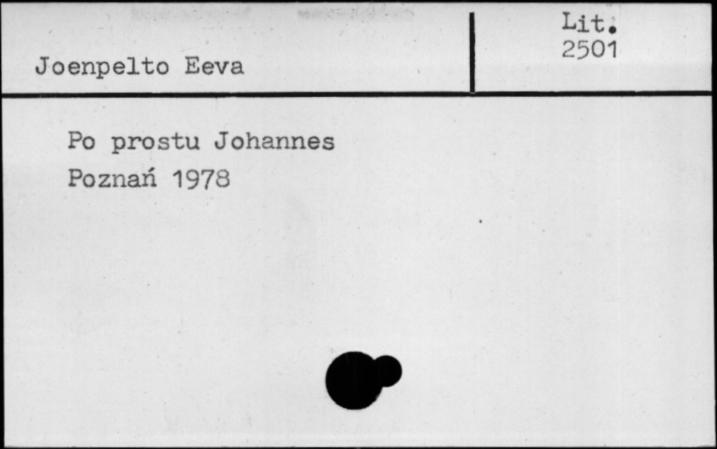 Lit.
2501
Joenpelto Eeva
Po prostu Johannes
Poznań 1978